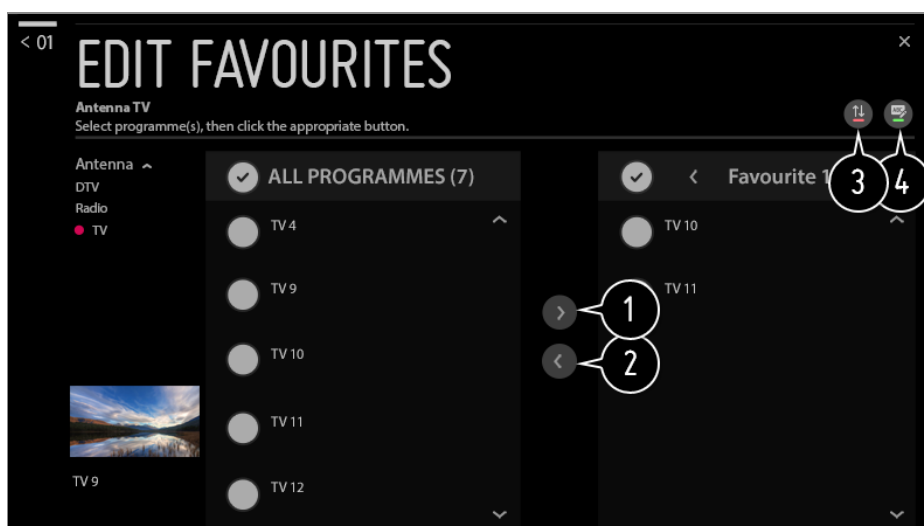 < 01
EDIT FAVOURITES
Antenna TV
Select programme(s), then click the appropriate button.
Antenna
DTV
Radio
TV
TV 9
ALL PROGRAMMES (7)
TV 4
TV 9
TV 10
TV 11
TV 12
1
2
Favourite 1
TV 10
TV 11
3
4